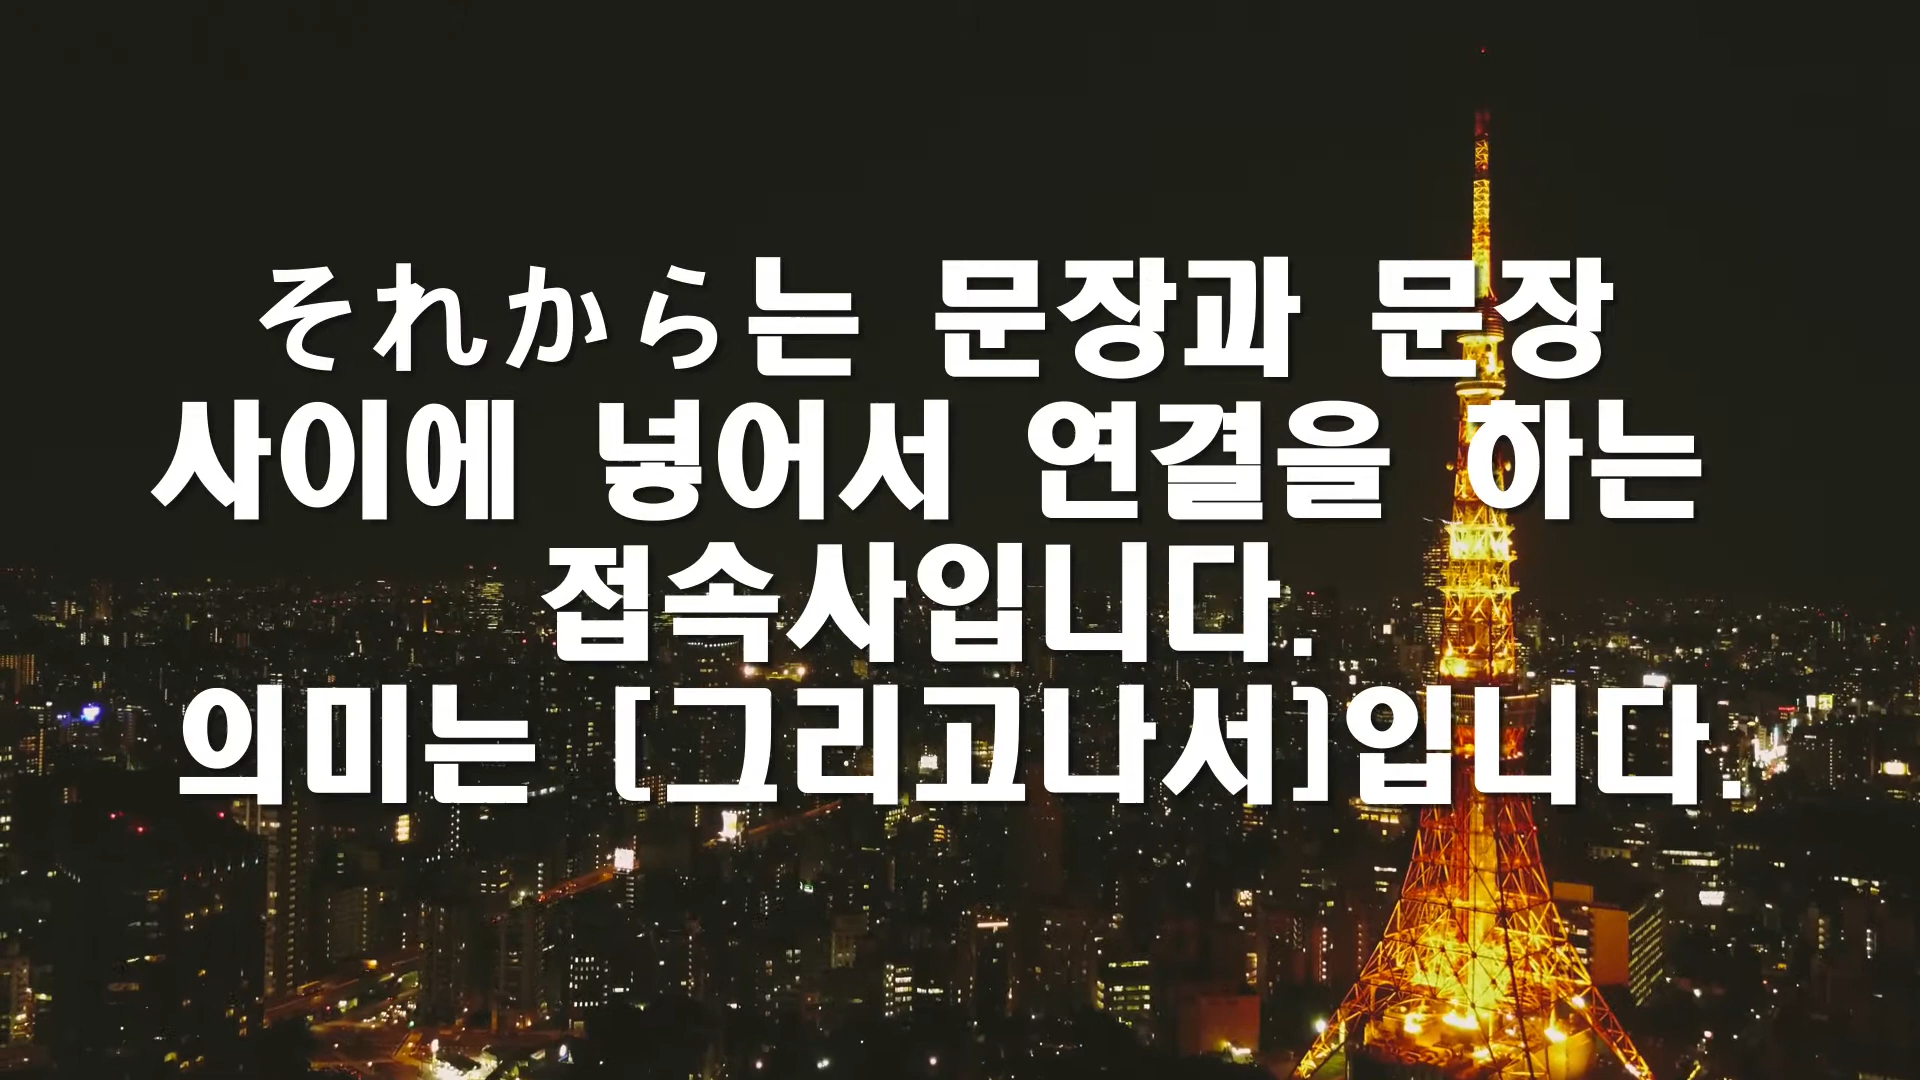 それから는 문장과 문장
사이에 넣어서 연결을 하는
접속사입니다.
의미는 [그리고나서]입니다.